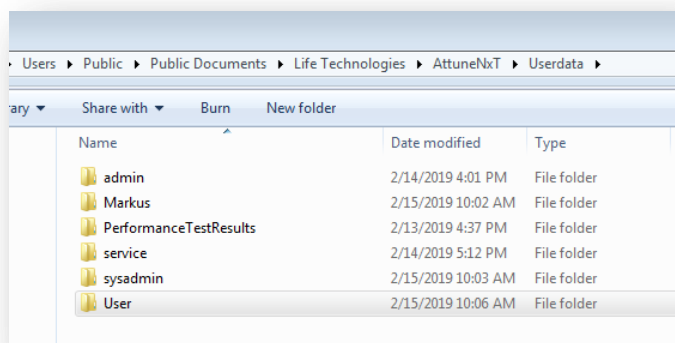 Users ▸ Public ▸ Public Documents ▸ Life Technologies ▸ AttuneNxT ▸ Userdata ▸
Share with Burn New folder
Name Date modified Type
admin 2/14/2019 4:01 PM File folder
Markus 2/15/2019 10:02 AM File folder
PerformanceTestResults 2/13/2019 4:37 PM File folder
service 2/14/2019 5:12 PM File folder
sysadmin 2/15/2019 10:03 AM File folder
User 2/15/2019 10:06 AM File folder